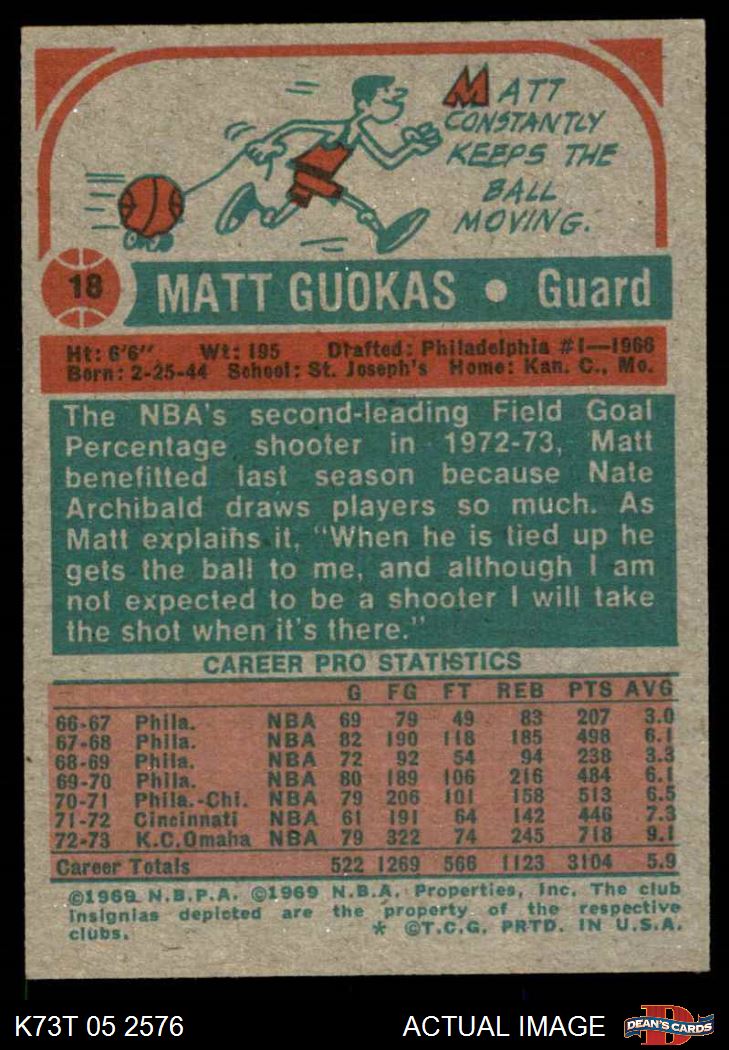 MATT
CONSTANTLY
KEEPS THE
BALL
MOVING.
18 MATT GUOKAS • Guard
Ht: 6'6" Wt: 195 Drafted: Philadelphia #1—1966
Born: 2-25-44 School: St. Joseph's Home: Kan. C., Mo.
The NBA's second-leading Field Goal
Percentage shooter in 1972-73, Matt
benefitted last season because Nate
Archibald draws players so much. As
Matt explains it, "When he is tied up he
gets the ball to me, and although I am
not expected to be a shooter I will take
the shot when it's there."
CAREER PRO STATISTICS
G FG FT REB PTS AVG
66-67 Phila. NBA 69 79 49 83 207 3.0
67-68 Phila. NBA 82 190 118 185 498 6.1
68-69 Phila. NBA 72 92 54 94 238 3.3
69-70 Phila. NBA 80 189 106 216 484 6.1
70-71 Phila.-Chi. NBA 79 206 101 158 513 6.5
71-72 Cincinnati NBA 61 191 64 142 446 7.3
72-73 K.C.Omaha NBA 79 322 74 245 718 9.1
Career Totals 522 1269 566 1123 3104 5.9
©1969 N.B.P.A. ©1969 N.B.A. Properties, Inc. The club
insignias depicted are the property of the respective
clubs. * ©T.C.G. PRTD. IN U.S.A.
K73T 05 2576 ACTUAL IMAGE
D
DEAN'S CARDS